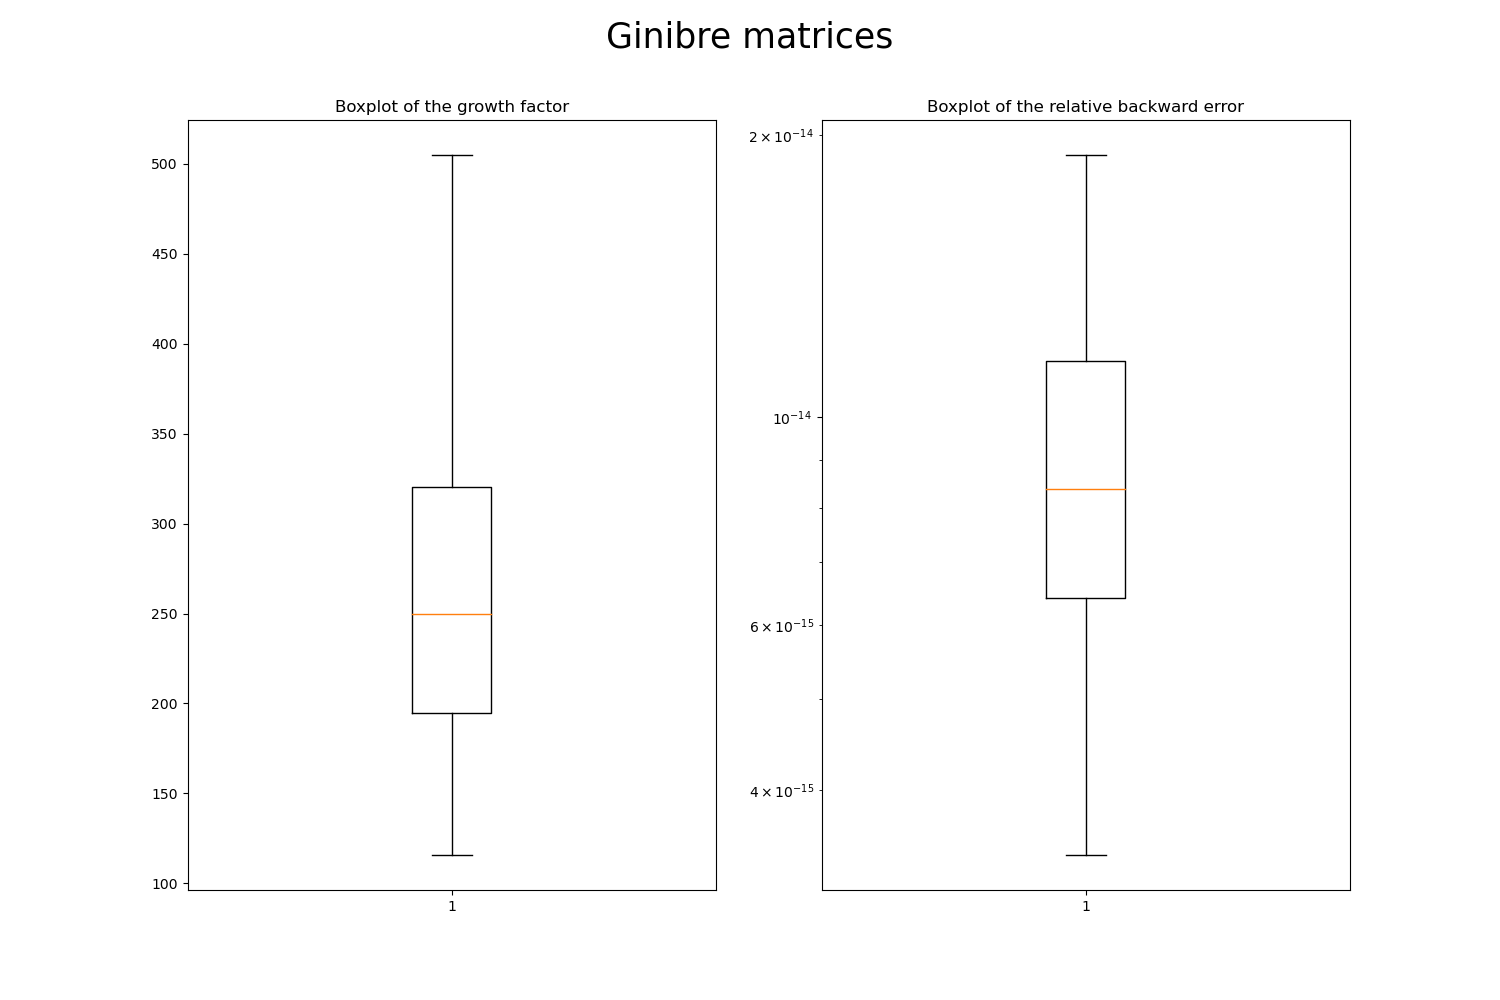 Ginibre matrices
Boxplot of the growth factor
500
450
400
350
300
250
200
150
100
1
Boxplot of the relative backward error
2 × 10⁻¹⁴
10⁻¹⁴
6 × 10⁻¹⁵
4 × 10⁻¹⁵
1